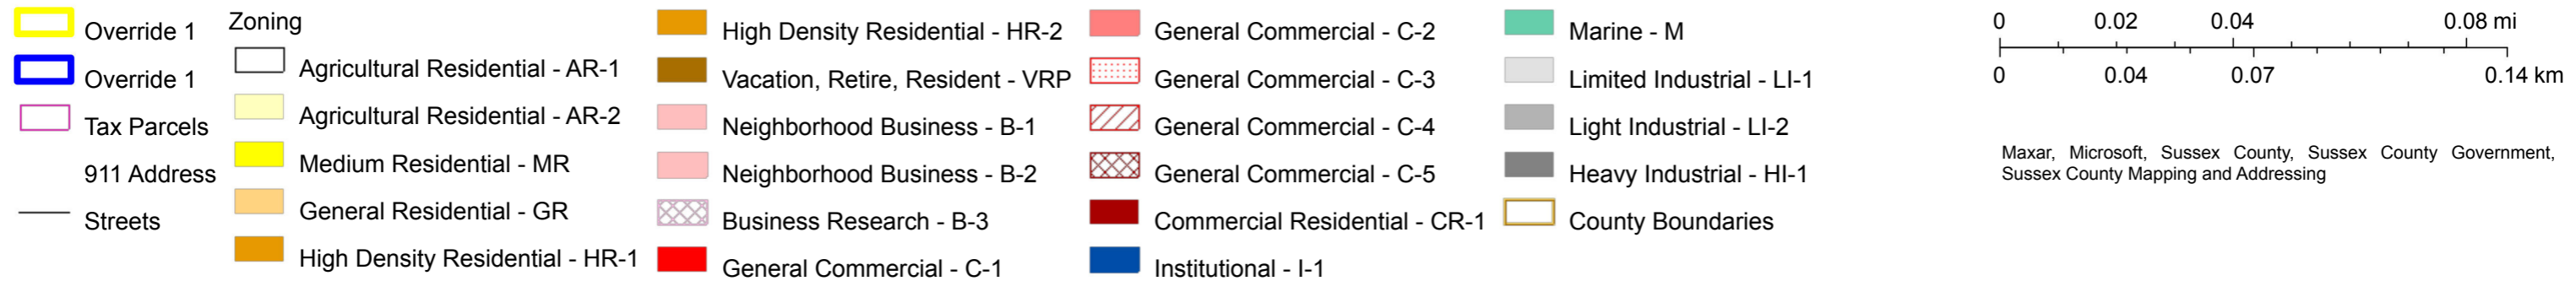 Override 1
Override 1
Tax Parcels
911 Address
Streets
Zoning
Agricultural Residential - AR-1
Agricultural Residential - AR-2
Medium Residential - MR
General Residential - GR
High Density Residential - HR-1
High Density Residential - HR-2
Vacation, Retire, Resident - VRP
Neighborhood Business - B-1
Neighborhood Business - B-2
Business Research - B-3
General Commercial - C-1
General Commercial - C-2
General Commercial - C-3
General Commercial - C-4
General Commercial - C-5
Commercial Residential - CR-1
Institutional - I-1
Marine - M
Limited Industrial - LI-1
Light Industrial - LI-2
Heavy Industrial - HI-1
County Boundaries
0 0.02 0.04 0.08 mi
0 0.04 0.07 0.14 km
Maxar, Microsoft, Sussex County, Sussex County Government,
Sussex County Mapping and Addressing